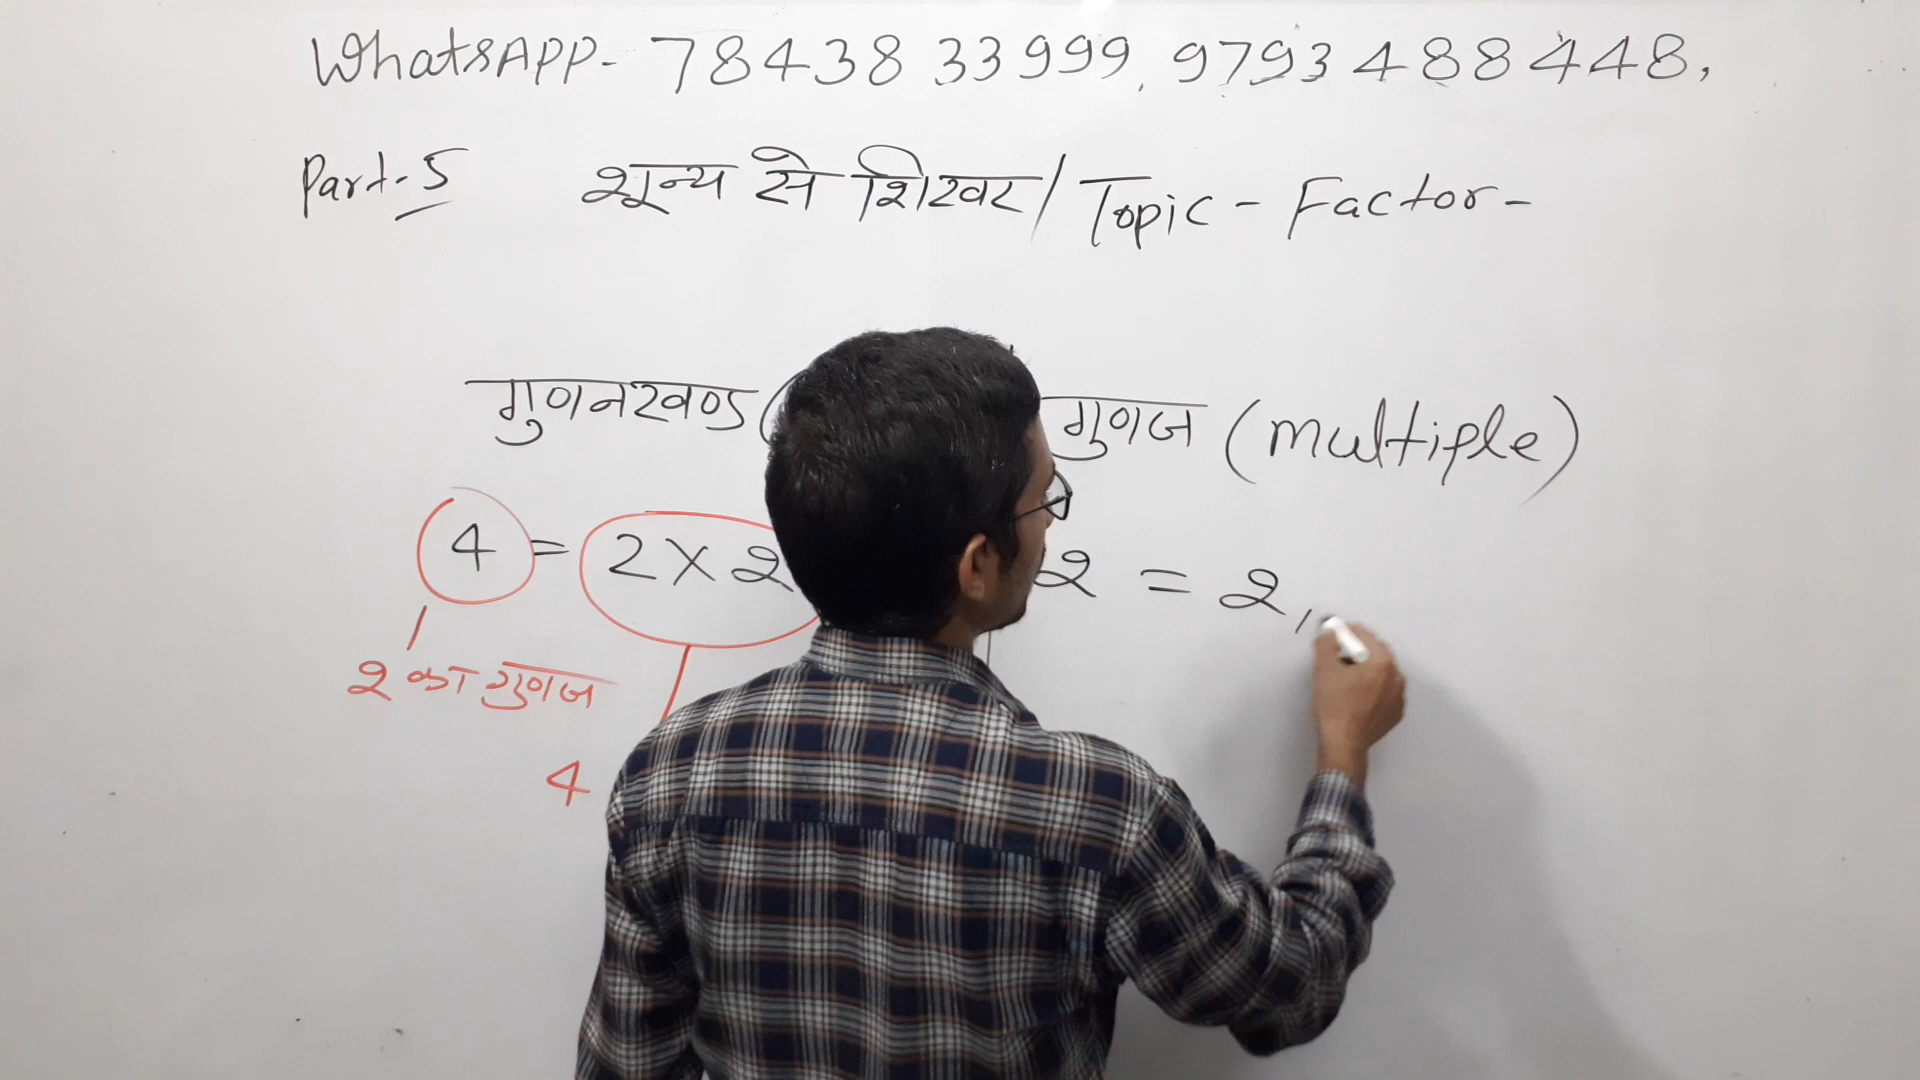 WhatsAPP- 78438 33999, 9793 488448,
Part-5 शून्य से शिखर / Topic - Factor -
गुणनखण्ड ( गुणज (multiple)
4 = 2 X 2 2 = 2,
2 का गुणज
4